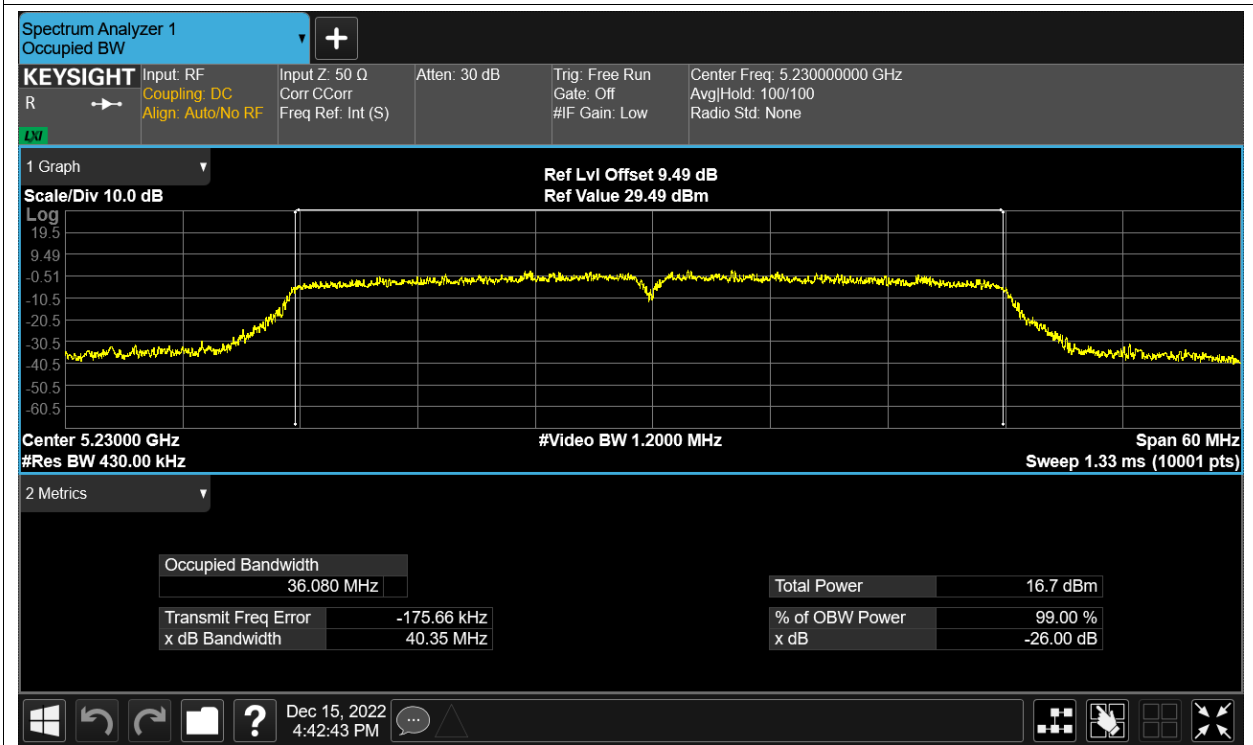 Spectrum Analyzer 1
Occupied BW
KEYSIGHT
R
LXI
Input: RF
Coupling: DC
Align: Auto/No RF
Input Z: 50 Ω
Corr CCorr
Freq Ref: Int (S)
Atten: 30 dB
Trig: Free Run
Gate: Off
#IF Gain: Low
Center Freq: 5.230000000 GHz
Avg|Hold: 100/100
Radio Std: None
1 Graph
Scale/Div 10.0 dB
Ref Lvl Offset 9.49 dB
Ref Value 29.49 dBm
Log
19.5
9.49
-0.51
-10.5
-20.5
-30.5
-40.5
-50.5
-60.5
Center 5.23000 GHz
#Video BW 1.2000 MHz
Span 60 MHz
#Res BW 430.00 kHz
Sweep 1.33 ms (10001 pts)
2 Metrics
Occupied Bandwidth
36.080 MHz
Transmit Freq Error -175.66 kHz
x dB Bandwidth 40.35 MHz
Total Power 16.7 dBm
% of OBW Power 99.00 %
x dB -26.00 dB
?
Dec 15, 2022
4:42:43 PM